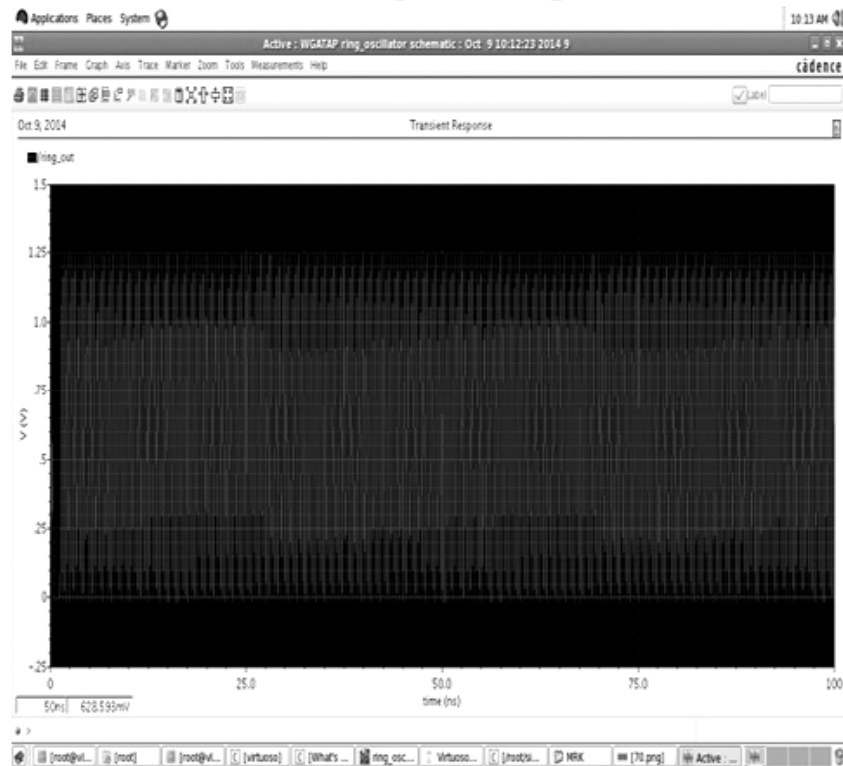 Applications Places System 10:13 AM
Active : WGATAP ring_oscillator schematic : Oct 9 10:12:23 2014 9
File Edit Frame Graph Axis Trace Marker Zoom Tools Measurements Help cādence
Label
Oct 9, 2014 Transient Response
/ring_out
1.5
1.25
1.0
.75
V (V)
.5
.25
0
-.25
0 25.0 50.0 75.0 100
time (ns)
50ns 628.593mV
>
[root@vl... [root] [root@vl... [virtuoso] [What's ... ring_osc... Virtuoso... [/root/si... MRK [70.png] Active : ...